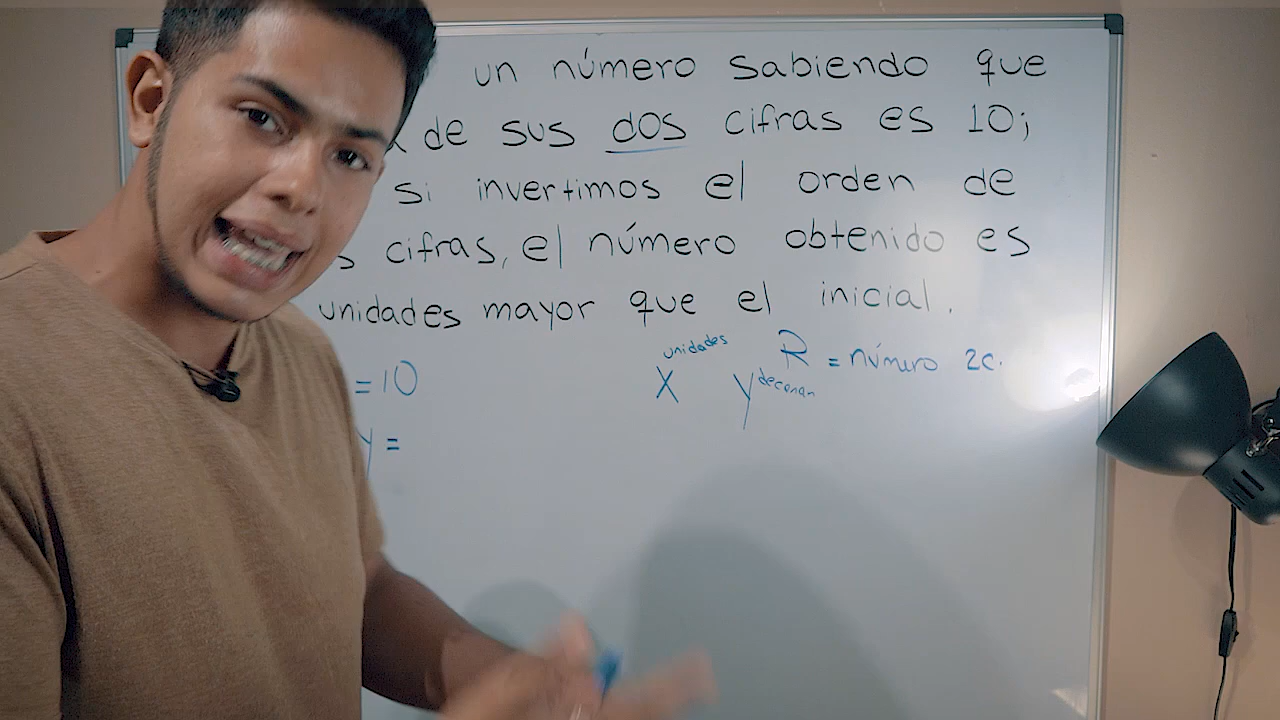 un número sabiendo que
de sus dos cifras es 10;
si invertimos el orden de
cifras, el número obtenido es
unidades mayor que el inicial.
= 10
y =
unidades
X
y decenan
R = número 2c.